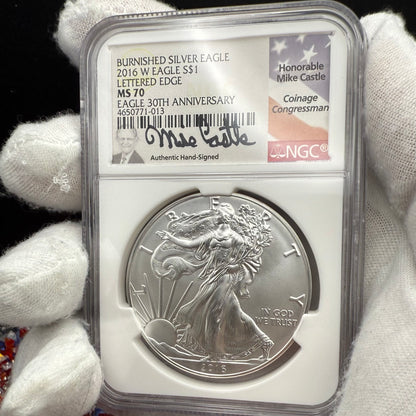 BURNISHED SILVER EAGLE
2016 W EAGLE S$1
LETTERED EDGE
MS 70
EAGLE 30TH ANNIVERSARY
4650771-013
Mike Castle
Authentic Hand-Signed
Honorable
Mike Castle
Coinage
Congressman
NGC
LIBERTY
IN GOD
WE TRUST
2016